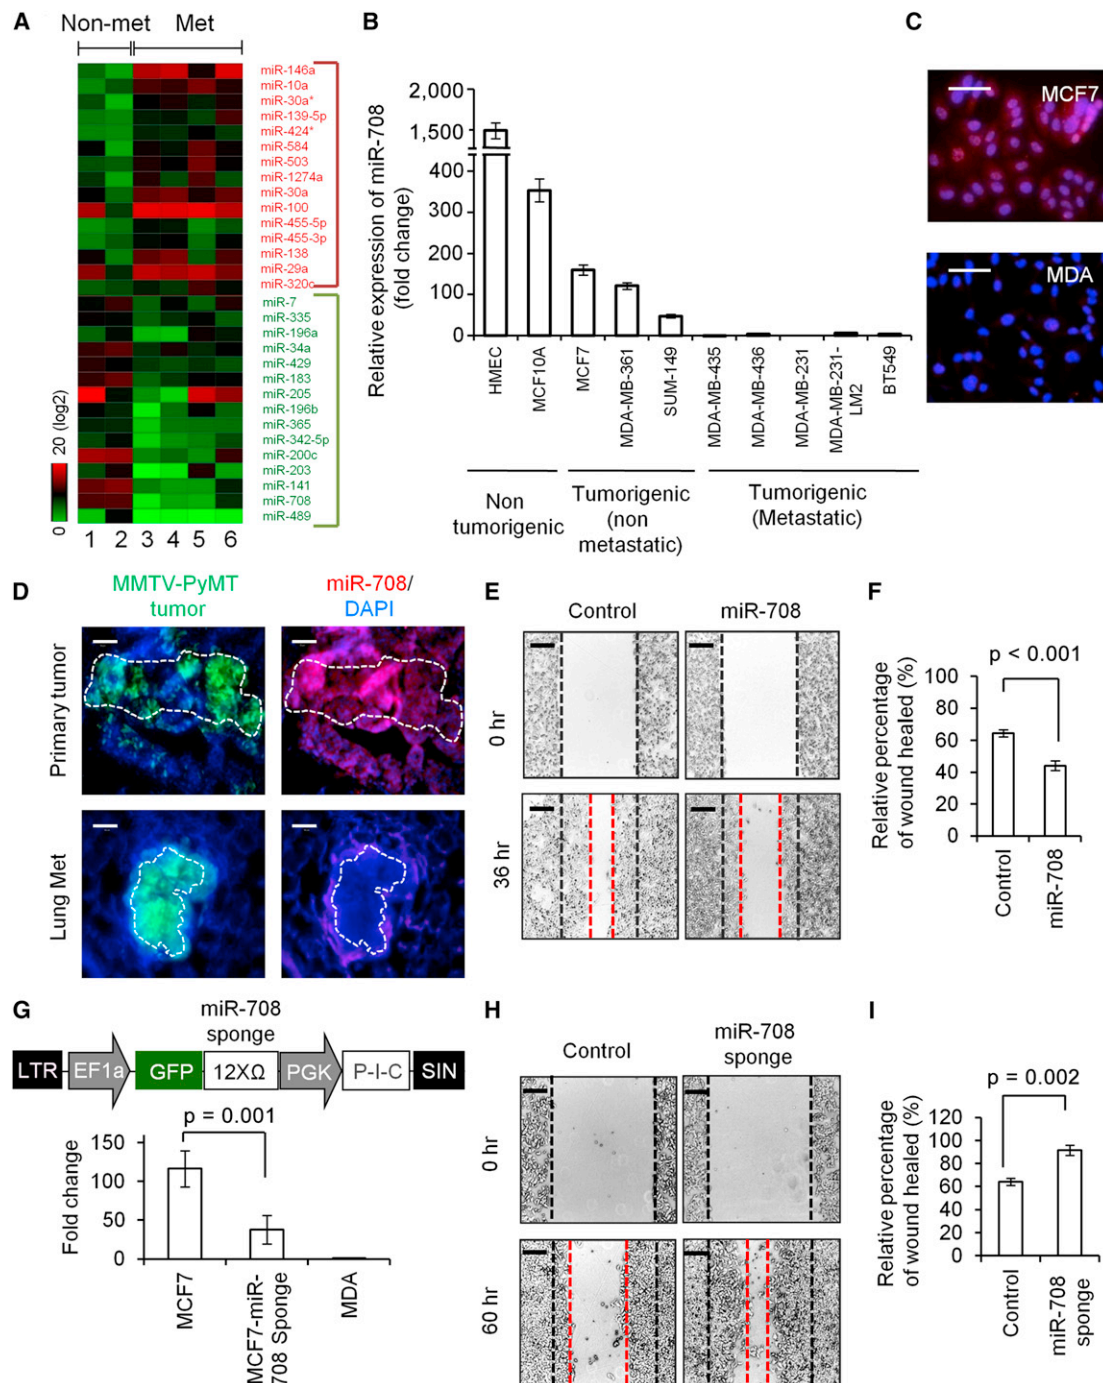 A
Non-met Met
miR-146a
miR-10a
miR-30a*
miR-139-5p
miR-424*
miR-584
miR-503
miR-1274a
miR-30a
miR-100
miR-455-5p
miR-455-3p
miR-138
miR-29a
miR-320c
miR-7
miR-335
miR-196a
miR-34a
miR-429
miR-183
miR-205
miR-196b
miR-365
miR-342-5p
miR-200c
miR-203
miR-141
miR-708
miR-489
0 20 (log2)
1 2 3 4 5 6
B
Relative expression of miR-708
(fold change)
2,000
1,500
400
300
200
100
0
HMEC
MCF10A
MCF7
MDA-MB-361
SUM-149
MDA-MB-435
MDA-MB-436
MDA-MB-231
MDA-MB-231-
LM2
BT549
Non
tumorigenic
Tumorigenic
(non
metastatic)
Tumorigenic
(Metastatic)
C
MCF7
MDA
D
MMTV-PyMT
tumor
miR-708/
DAPI
Primary tumor
Lung Met
E
Control
miR-708
0 hr
36 hr
F
p < 0.001
Relative percentage
of wound healed (%)
100
80
60
40
20
0
Control
miR-708
G
miR-708
sponge
LTR EF1a GFP 12XΩ PGK P-I-C SIN
p = 0.001
Fold change
150
100
50
0
MCF7
MCF7-miR-
708 Sponge
MDA
H
Control
miR-708
sponge
0 hr
60 hr
I
p = 0.002
Relative percentage
of wound healed (%)
120
100
80
60
40
20
0
Control
miR-708
sponge